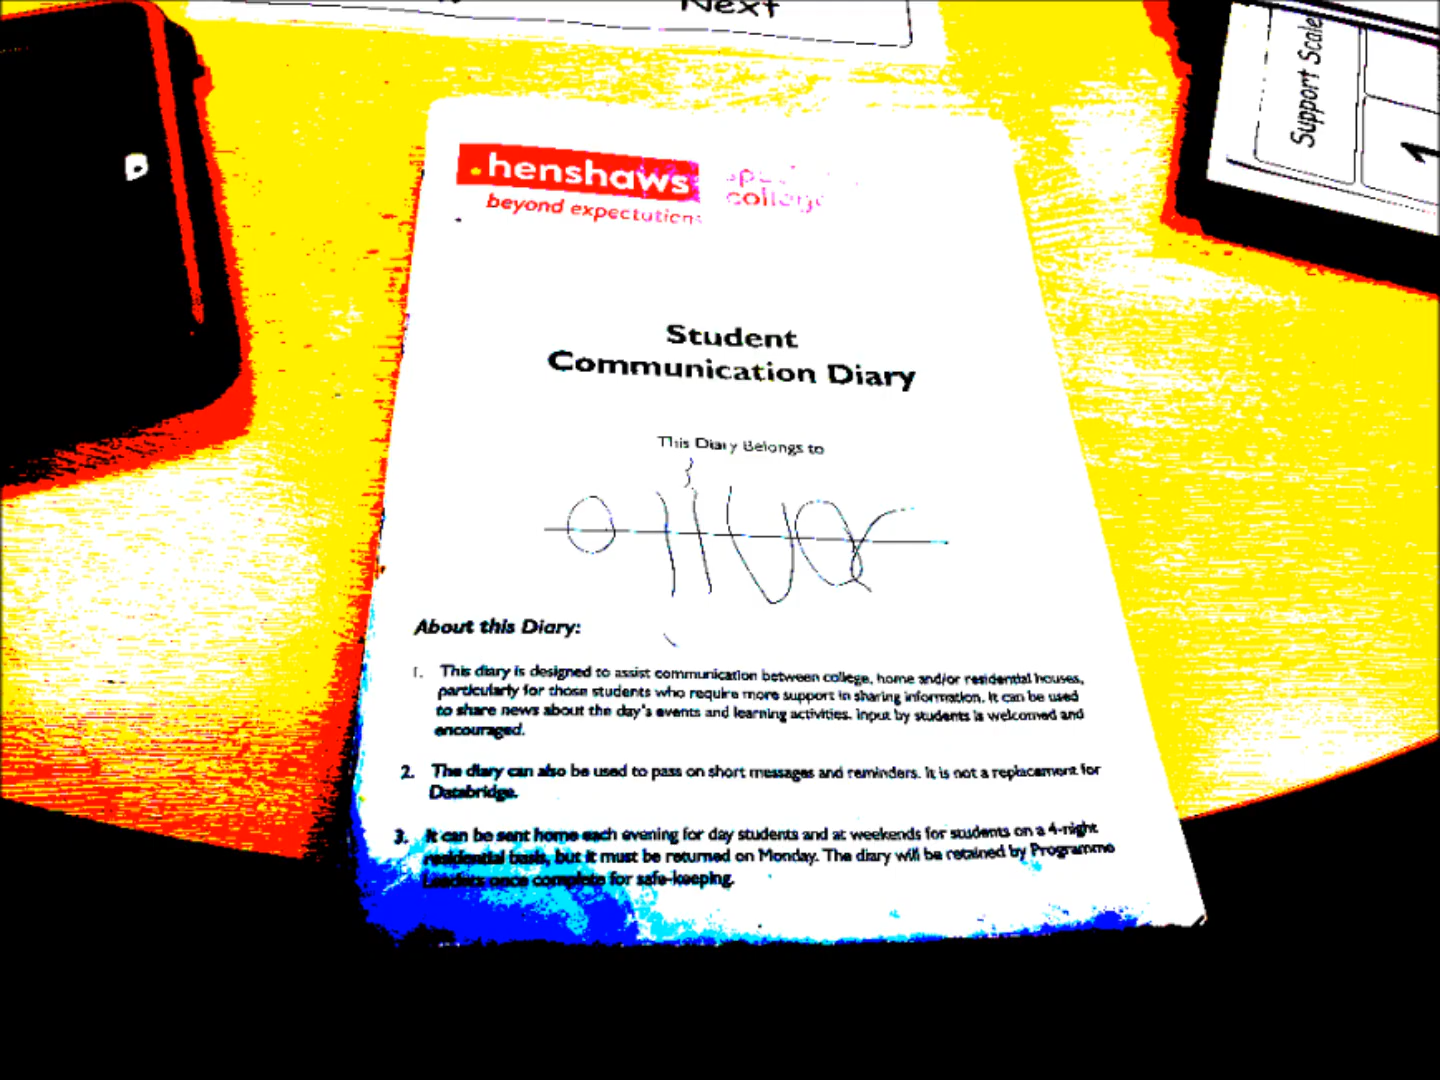 Next
Support Scale
1
henshaws
beyond expectations
college
Student
Communication Diary
This Diary Belongs to
oliver
About this Diary:
1. This diary is designed to assist communication between college, home and/or residential houses,
particularly for those students who require more support in sharing information. It can be used
to share news about the day's events and learning activities. Input by students is welcomed and
encouraged.
2. The diary can also be used to pass on short messages and reminders. It is not a replacement for
Databridge.
3. It can be sent home each evening for day students and at weekends for students on a 4-night
residential basis, but it must be returned on Monday. The diary will be retained by Programme
Leaders once complete for safe-keeping.